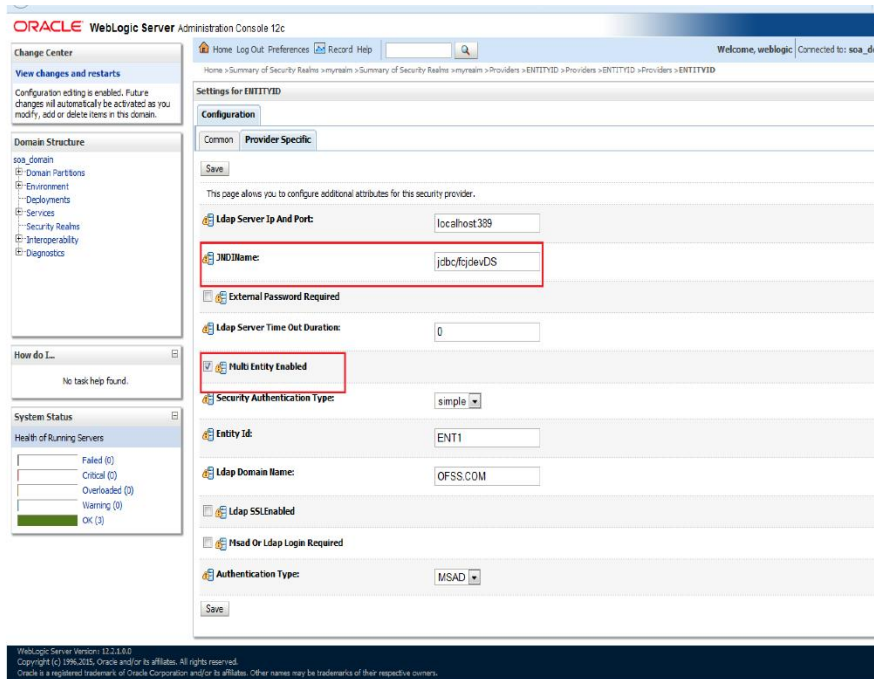 ORACLE WebLogic Server Administration Console 12c
Change Center
View changes and restarts
Configuration editing is enabled. Future
changes will automatically be activated as you
modify, add or delete items in this domain.
Domain Structure
soa_domain
Domain Partitions
Environment
Deployments
Services
Security Realms
Interoperability
Diagnostics
How do I...
No task help found.
System Status
Health of Running Servers
Failed (0)
Critical (0)
Overloaded (0)
Warning (0)
OK (3)
Home Log Out Preferences Record Help
Welcome, weblogic Connected to: soa_d
Home >Summary of Security Realms >myrealm >Summary of Security Realms >myrealm >Providers >ENTITYID >Providers >ENTITYID >Providers >ENTITYID
Settings for ENTITYID
Configuration
Common Provider Specific
Save
This page allows you to configure additional attributes for this security provider.
Ldap Server Ip And Port: localhost389
JNDIName: jdbc/fcjdevDS
External Password Required
Ldap Server Time Out Duration: 0
Multi Entity Enabled
Security Authentication Type: simple
Entity Id: ENT1
Ldap Domain Name: OFSS.COM
Ldap SSLEnabled
Msad Or Ldap Login Required
Authentication Type: MSAD
Save
WebLogic Server Version: 12.2.1.0.0
Copyright (c) 1996,2015, Oracle and/or its affiliates. All rights reserved.
Oracle is a registered trademark of Oracle Corporation and/or its affiliates. Other names may be trademarks of their respective owners.